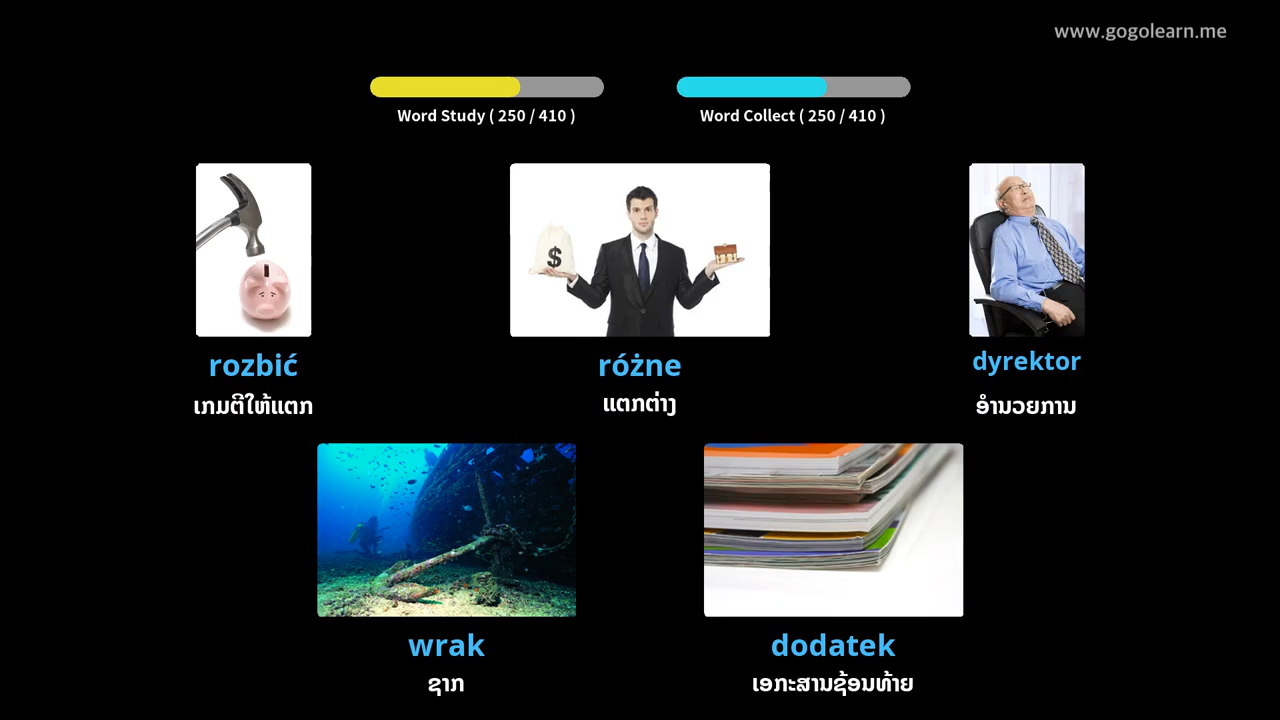 www.gogolearn.me
Word Study ( 250 / 410 )
Word Collect ( 250 / 410 )
$
rozbić
ເກມຕີໃຫ້ແຕກ
różne
ແຕກຕ່າງ
dyrektor
ອຳນວຍການ
wrak
ຊາກ
dodatek
ເອກະສານຊ້ອນທ້າຍ